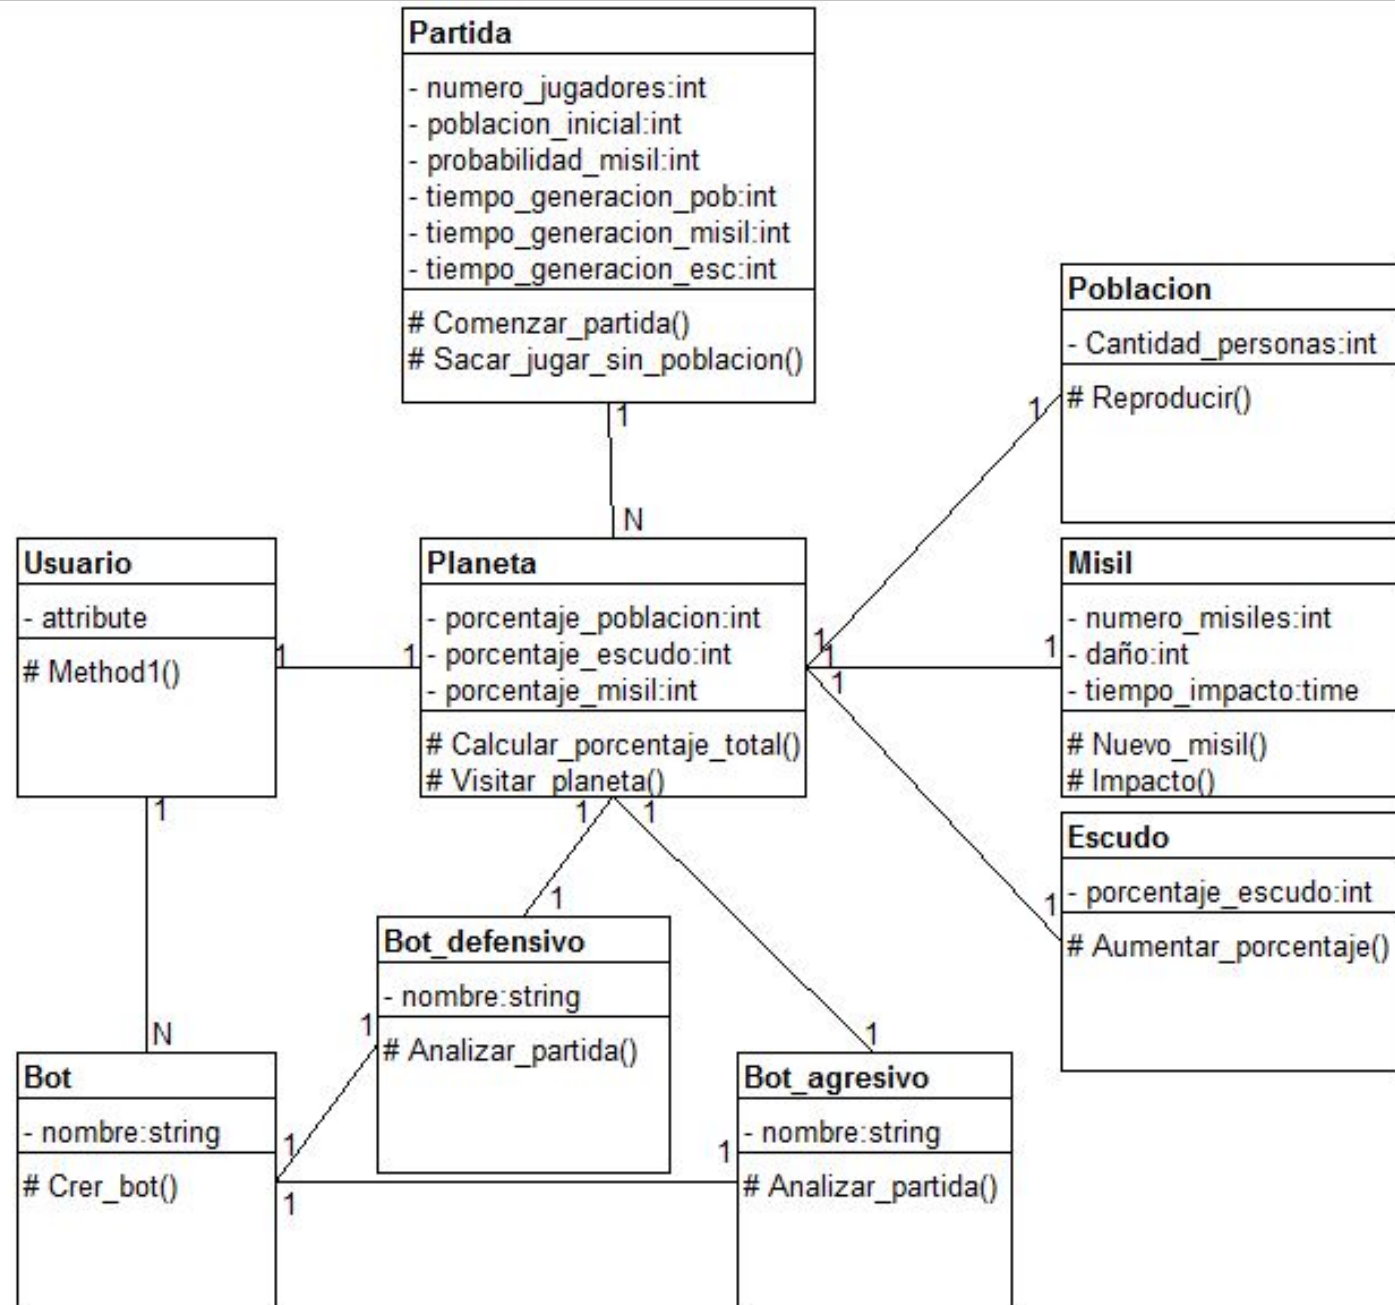 Partida
- numero_jugadores:int
- poblacion_inicial:int
- probabilidad_misil:int
- tiempo_generacion_pob:int
- tiempo_generacion_misil:int
- tiempo_generacion_esc:int
# Comenzar_partida()
# Sacar_jugar_sin_poblacion()
1
N
Poblacion
- Cantidad_personas:int
# Reproducir()
1
Usuario
- attribute
# Method1()
1
1
Planeta
- porcentaje_poblacion:int
- porcentaje_escudo:int
- porcentaje_misil:int
# Calcular_porcentaje_total()
# Visitar_planeta()
1
1
1
1
Misil
- numero_misiles:int
- daño:int
- tiempo_impacto:time
# Nuevo_misil()
# Impacto()
1
1
1
Escudo
- porcentaje_escudo:int
# Aumentar_porcentaje()
1
1
Bot_defensivo
- nombre:string
# Analizar_partida()
1
1
N
Bot
- nombre:string
# Crer_bot()
1
1
1
Bot_agresivo
- nombre:string
# Analizar_partida()
1